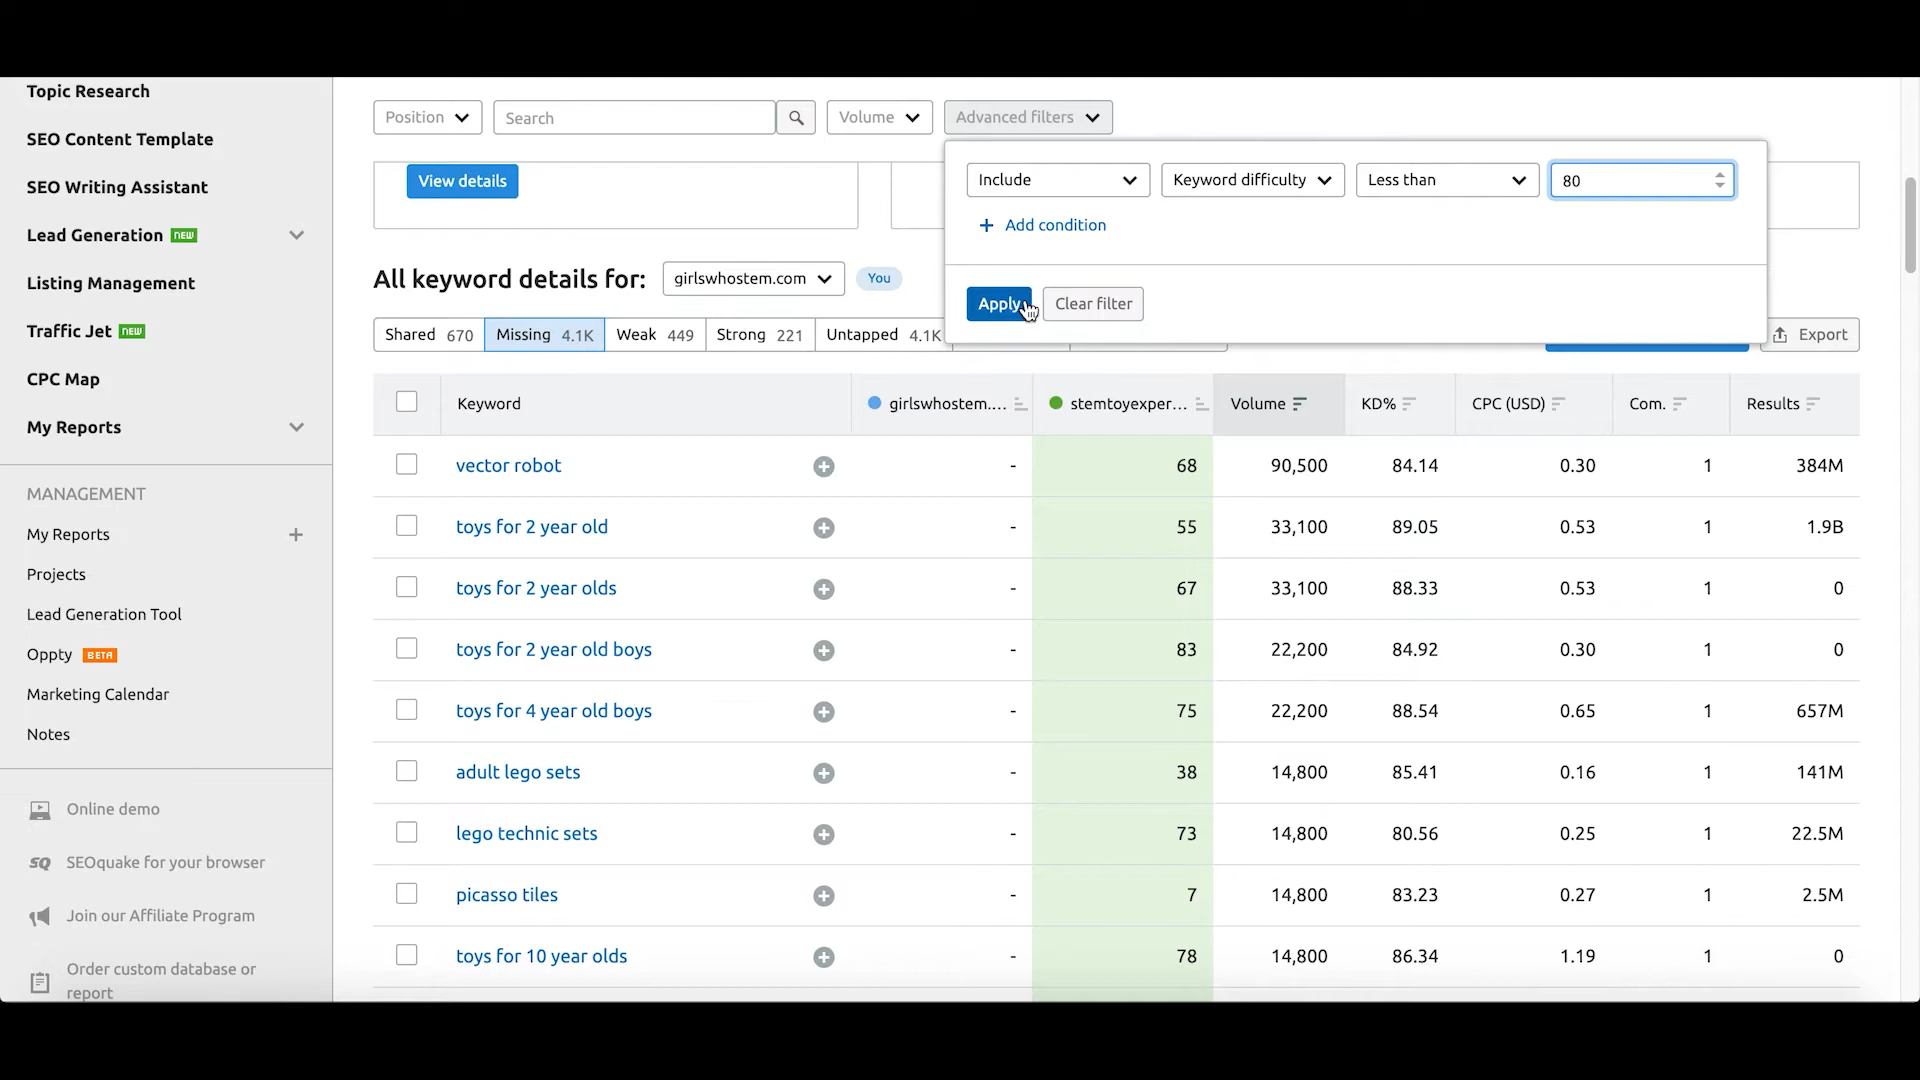 Topic Research
SEO Content Template
SEO Writing Assistant
Lead Generation NEW
Listing Management
Traffic Jet NEW
CPC Map
My Reports
MANAGEMENT
My Reports
Projects
Lead Generation Tool
Oppty BETA
Marketing Calendar
Notes
Online demo
SQ SEOquake for your browser
Join our Affiliate Program
Order custom database or
report
Position Search Volume Advanced filters
View details
Include Keyword difficulty Less than 80
+ Add condition
Apply Clear filter
All keyword details for: girlswhostem.com You
Shared 670 Missing 4.1K Weak 449 Strong 221 Untapped 4.1K Export
Keyword girlswhostem.... stemtoyexper... Volume KD% CPC (USD) Com. Results
vector robot - 68 90,500 84.14 0.30 1 384M
toys for 2 year old - 55 33,100 89.05 0.53 1 1.9B
toys for 2 year olds - 67 33,100 88.33 0.53 1 0
toys for 2 year old boys - 83 22,200 84.92 0.30 1 0
toys for 4 year old boys - 75 22,200 88.54 0.65 1 657M
adult lego sets - 38 14,800 85.41 0.16 1 141M
lego technic sets - 73 14,800 80.56 0.25 1 22.5M
picasso tiles - 7 14,800 83.23 0.27 1 2.5M
toys for 10 year olds - 78 14,800 86.34 1.19 1 0